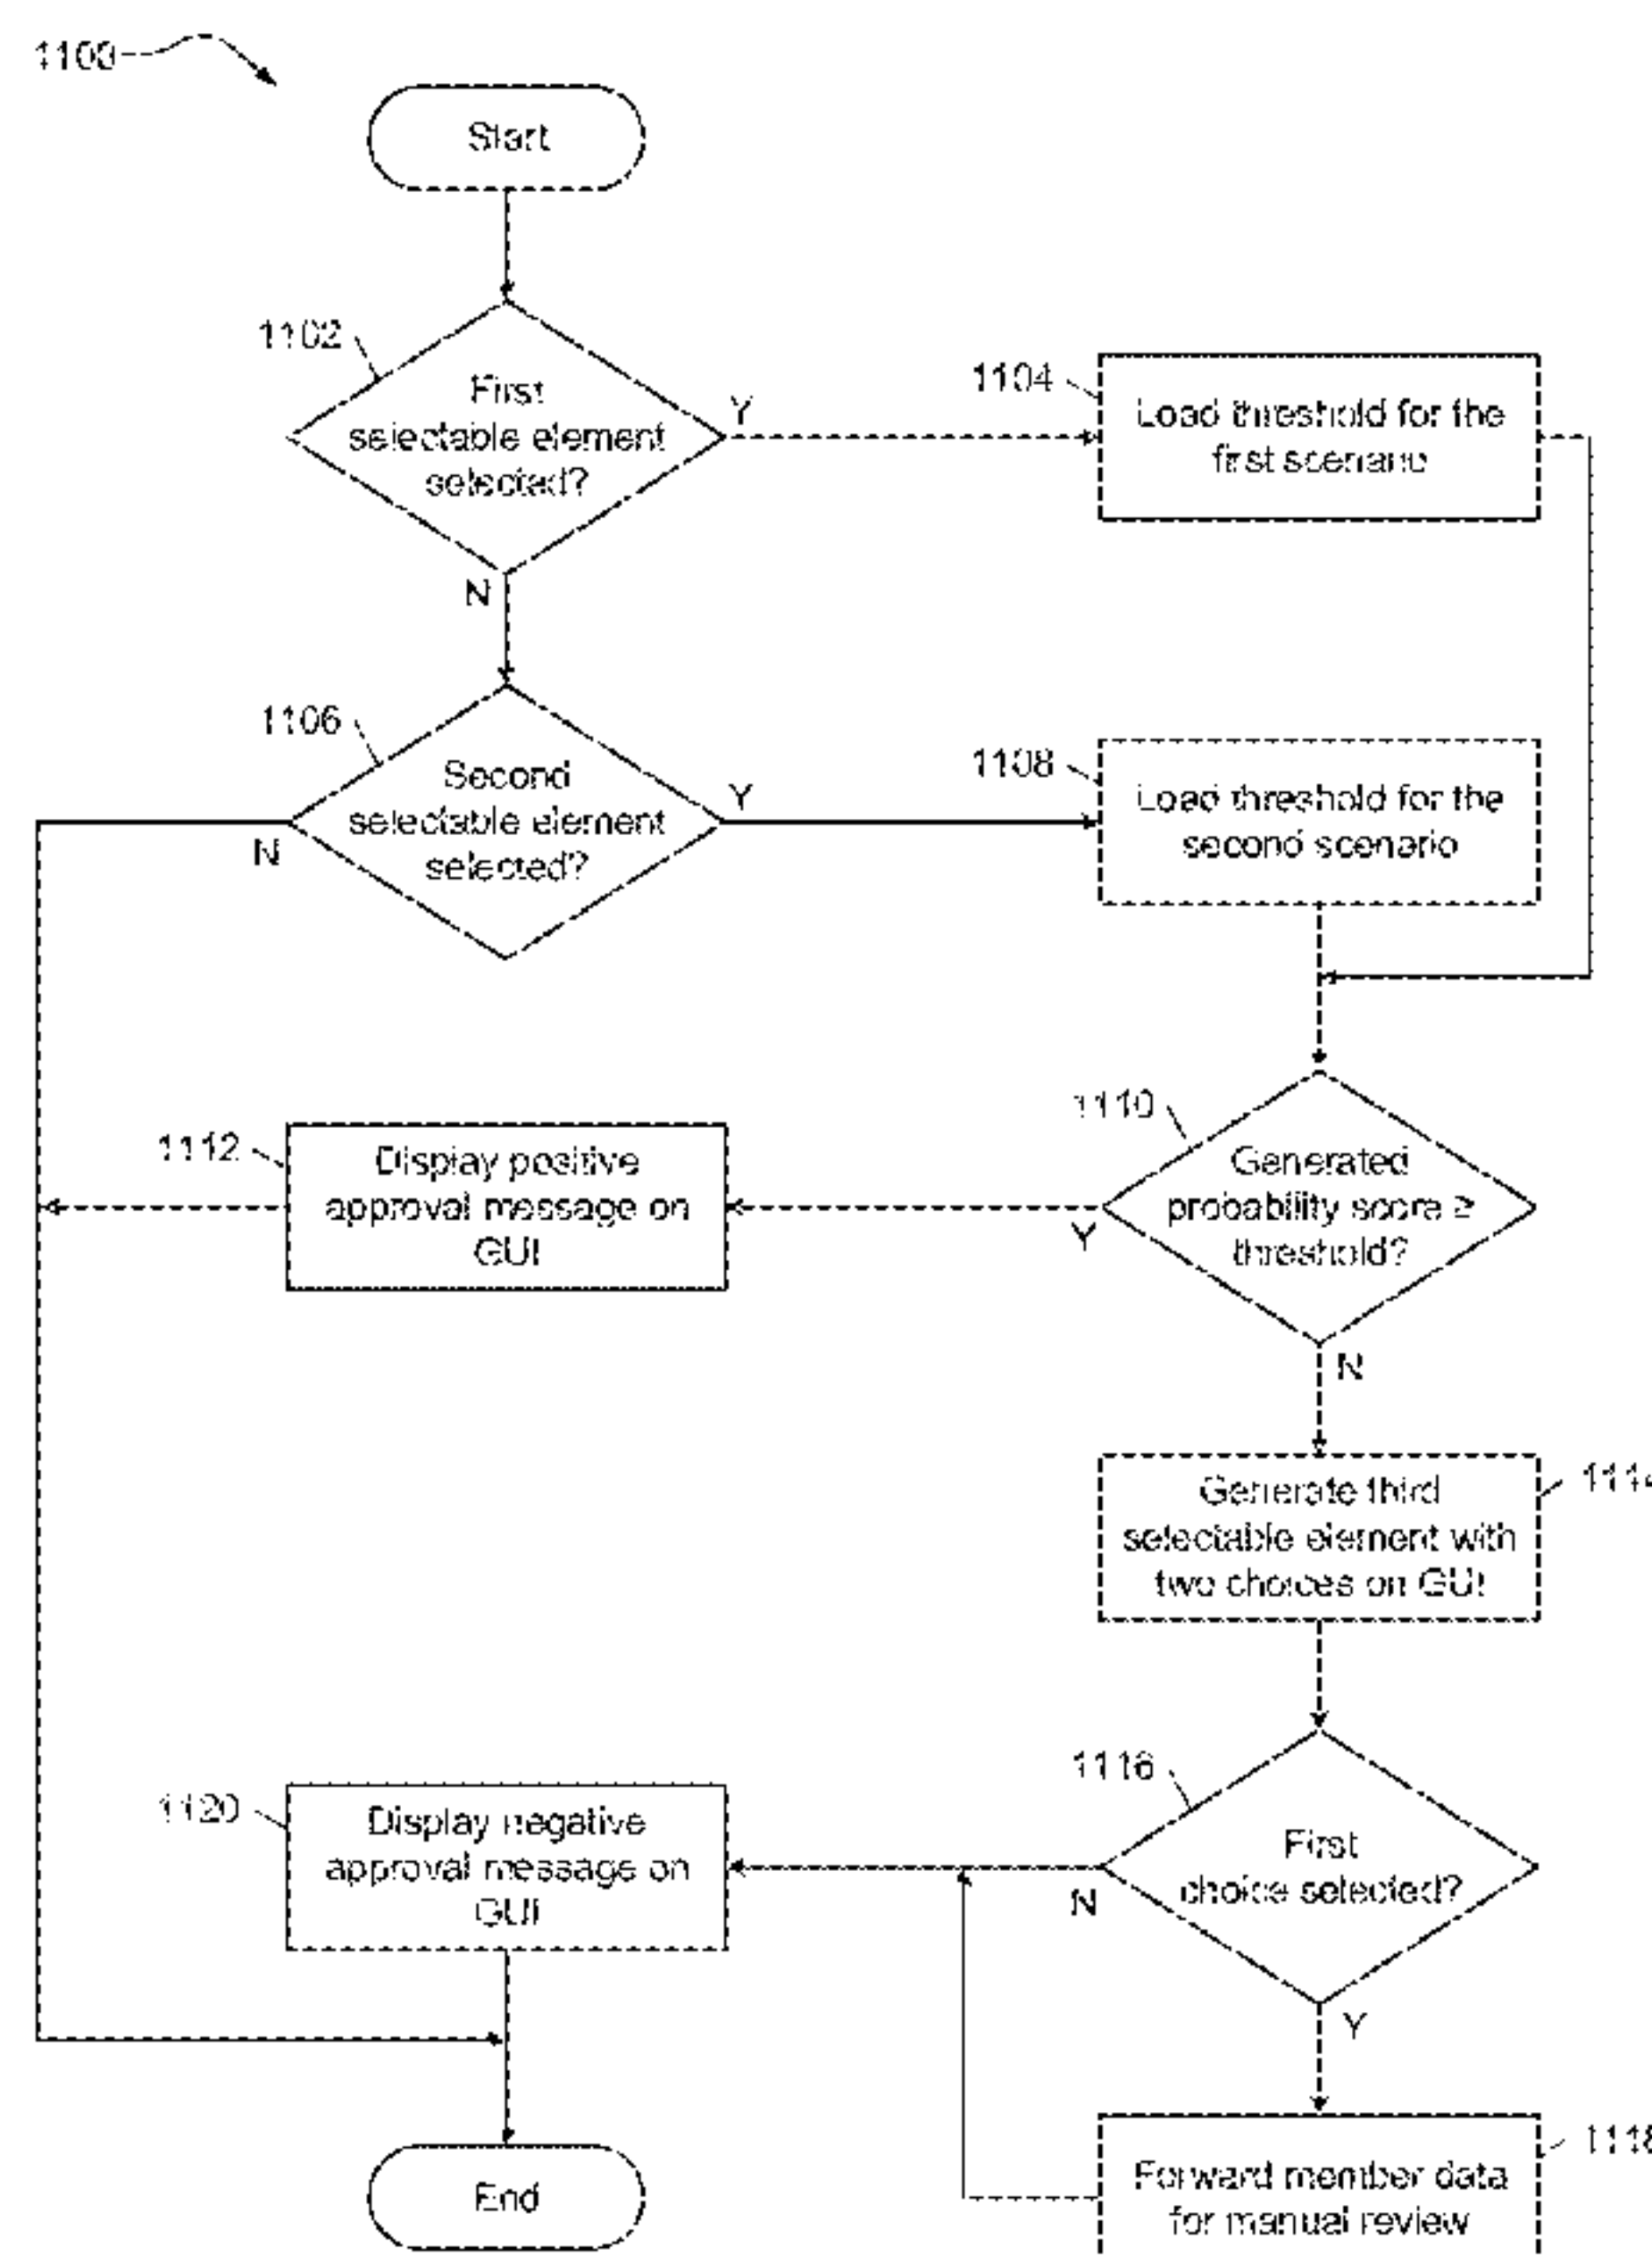 1100
Start
1102
First
selectable element
selected?
Y
N
1104
Load threshold for the
first scenario
1106
Second
selectable element
selected?
Y
N
1108
Load threshold for the
second scenario
1110
Generated
probability score ≥
threshold?
Y
N
1112
Display positive
approval message on
GUI
Generate third
selectable element with
two choices on GUI
1116
First
choice selected?
N
Y
1120
Display negative
approval message on
GUI
Forward member data
for manual review
End